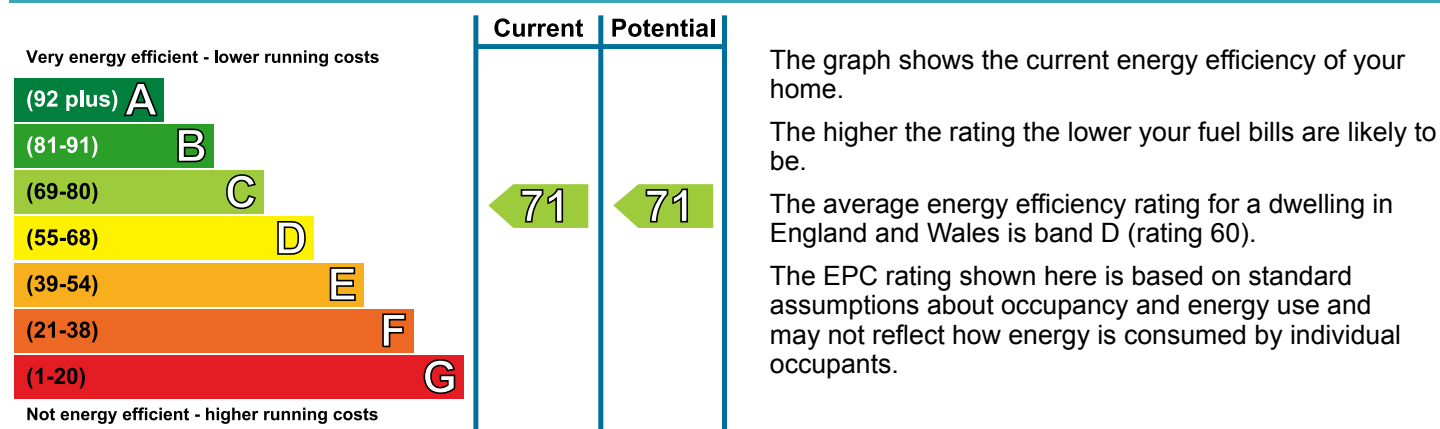 Current Potential
Very energy efficient - lower running costs
(92 plus) A
(81-91) B
(69-80) C
71 71
(55-68) D
(39-54) E
(21-38) F
(1-20) G
Not energy efficient - higher running costs
The graph shows the current energy efficiency of your
home.
The higher the rating the lower your fuel bills are likely to
be.
The average energy efficiency rating for a dwelling in
England and Wales is band D (rating 60).
The EPC rating shown here is based on standard
assumptions about occupancy and energy use and
may not reflect how energy is consumed by individual
occupants.